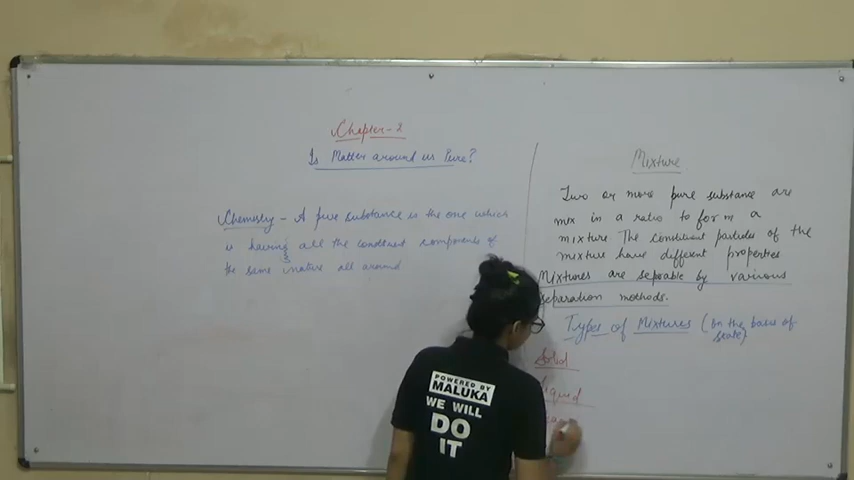 Chapter-2
Is Matter around us Pure?
Chemistry - A pure substance is the one which
is having all the condened components of
the same nature all around
Mixture
Two or more pure substance are
mix in a ratio to form a
mixture The constituent particles of the
mixture have different properties
Mixtures are sepoable by various
separation methods.
Types of Mixtures (On the basis of
state)
Solid
liquid
POWERED BY
MALUKA
WE WILL
DO
IT